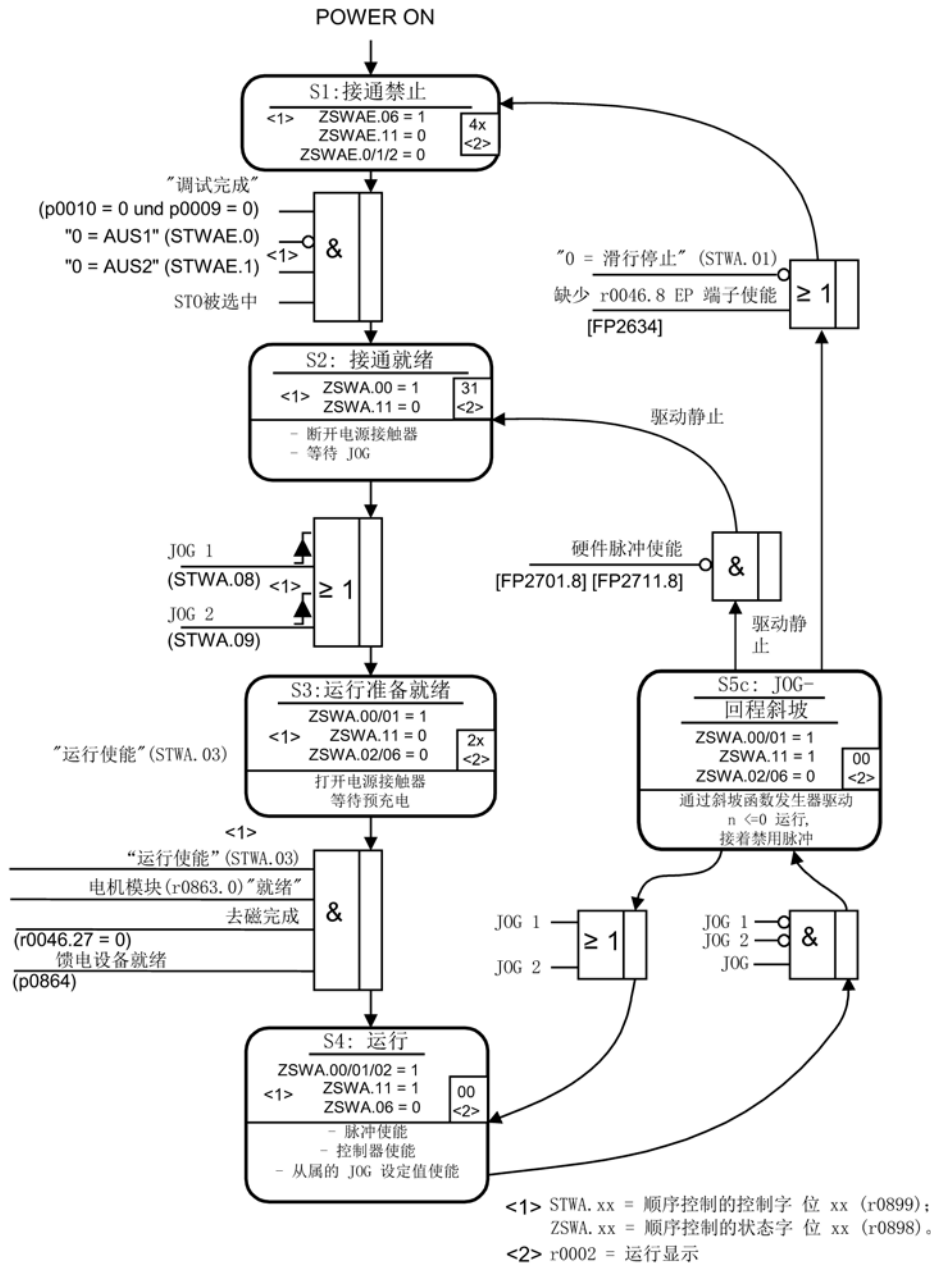 POWER ON
S1:接通禁止
<1> ZSWAE.06 = 1
ZSWAE.11 = 0
ZSWAE.0/1/2 = 0
4x
<2>
"调试完成"
(p0010 = 0 und p0009 = 0)
"0 = AUS1" (STWAE.0)
<1>
"0 = AUS2" (STWAE.1)
STO被选中
&
"0 = 滑行停止" (STWA.01)
缺少 r0046.8 EP 端子使能
[FP2634]
≥ 1
S2: 接通就绪
<1> ZSWA.00 = 1
ZSWA.11 = 0
31
<2>
- 断开电源接触器
- 等待 JOG
驱动静止
JOG 1
(STWA.08)
<1>
JOG 2
(STWA.09)
≥ 1
硬件脉冲使能
[FP2701.8] [FP2711.8]
&
驱动静
止
S3:运行准备就绪
ZSWA.00/01 = 1
<1> ZSWA.11 = 0
ZSWA.02/06 = 0
2x
<2>
打开电源接触器
等待预充电
"运行使能"(STWA.03)
S5c: JOG-
回程斜坡
ZSWA.00/01 = 1
ZSWA.11 = 1
ZSWA.02/06 = 0
00
<2>
通过斜坡函数发生器驱动
n <=0 运行,
接着禁用脉冲
<1>
“运行使能”(STWA.03)
电机模块(r0863.0)"就绪"
去磁完成
(r0046.27 = 0)
馈电设备就绪
(p0864)
&
JOG 1
JOG 2
≥ 1
JOG 1
JOG 2
JOG
&
S4: 运行
ZSWA.00/01/02 = 1
<1> ZSWA.11 = 1
ZSWA.06 = 0
00
<2>
- 脉冲使能
- 控制器使能
- 从属的 JOG 设定值使能
<1> STWA.xx = 顺序控制的控制字 位 xx (r0899);
ZSWA.xx = 顺序控制的状态字 位 xx (r0898)。
<2> r0002 = 运行显示